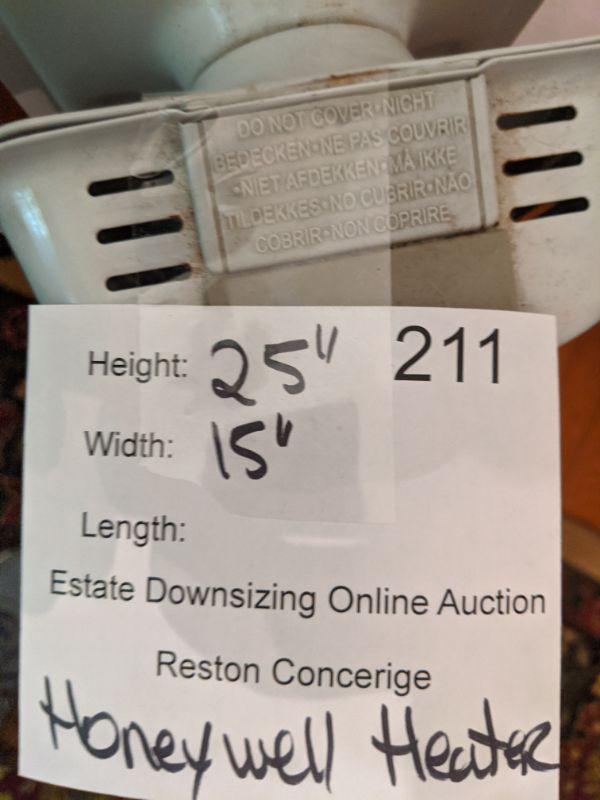 DO NOT COVER•NICHT
BEDECKEN•NE PAS COUVRIR
•NIET AFDEKKEN•MÅ IKKE
TILDEKKES•NO CUBRIR•NÃO
COBRIR•NON COPRIRE
Height: 25" 211
Width: 15"
Length:
Estate Downsizing Online Auction
Reston Concerige
Honeywell Heater